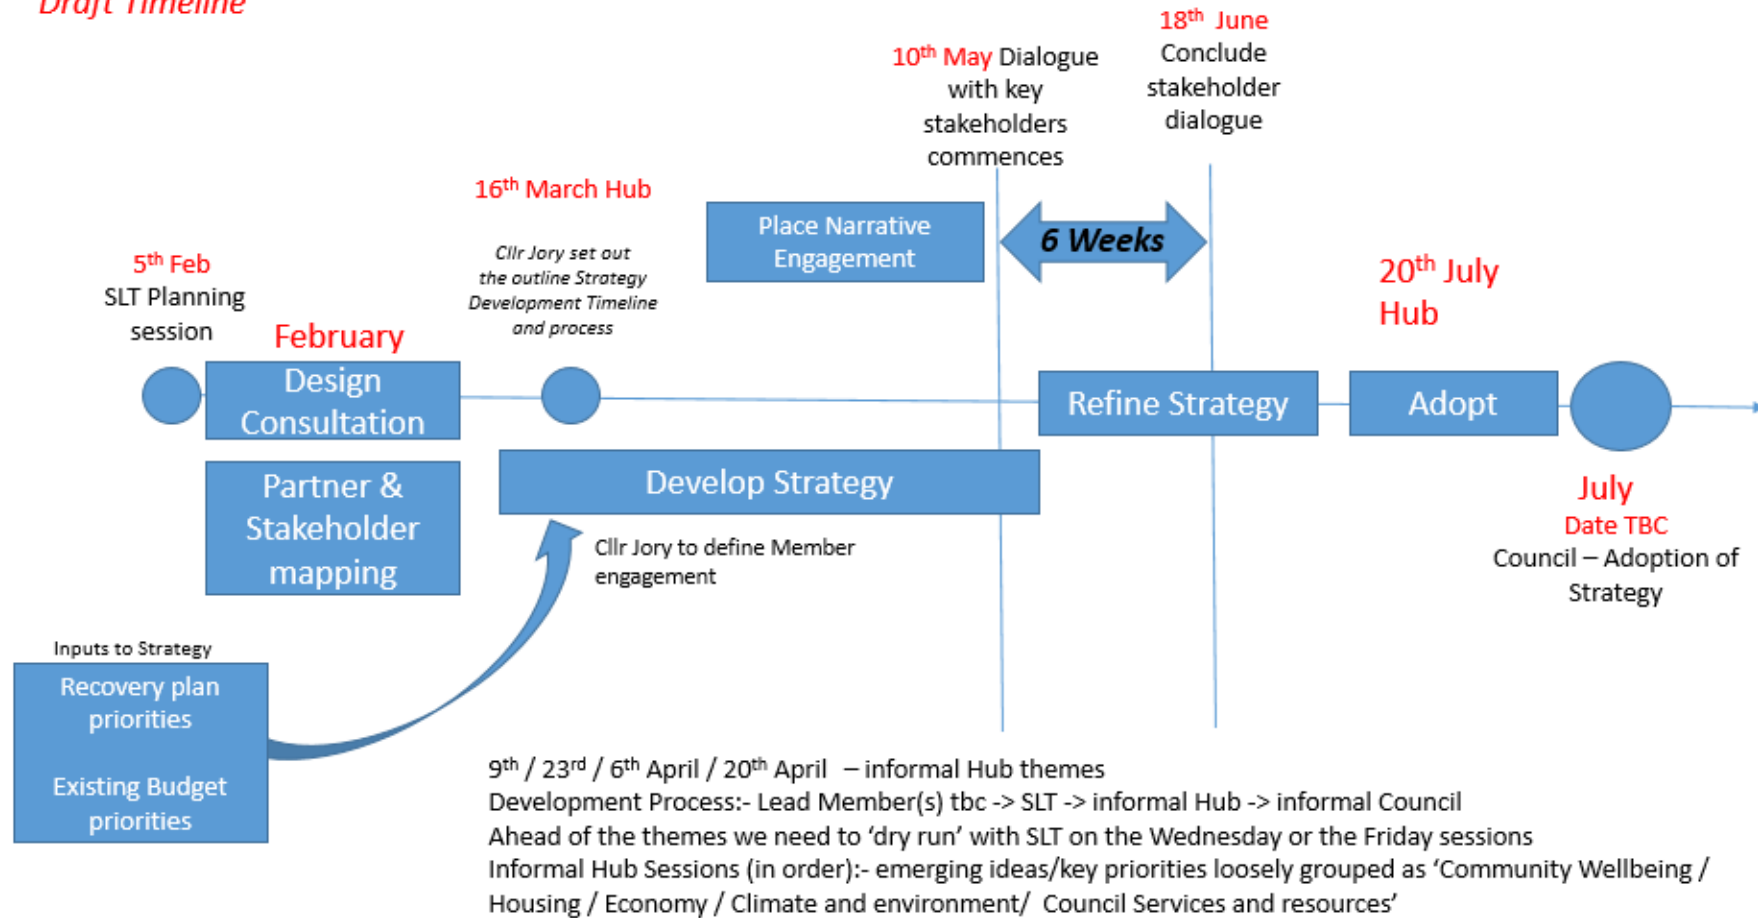 Draft Timeline
18th June
Conclude
stakeholder
dialogue
10th May Dialogue
with key
stakeholders
commences
16th March Hub
Cllr Jory set out
the outline Strategy
Development Timeline
and process
Place Narrative
Engagement
6 Weeks
5th Feb
SLT Planning
session
February
20th July
Hub
Design
Consultation
Refine Strategy
Adopt
Partner &
Stakeholder
mapping
Develop Strategy
July
Date TBC
Council – Adoption of
Strategy
Cllr Jory to define Member
engagement
Inputs to Strategy
Recovery plan
priorities
Existing Budget
priorities
9th / 23rd / 6th April / 20th April – informal Hub themes
Development Process:- Lead Member(s) tbc -> SLT -> informal Hub -> informal Council
Ahead of the themes we need to ‘dry run’ with SLT on the Wednesday or the Friday sessions
Informal Hub Sessions (in order):- emerging ideas/key priorities loosely grouped as ‘Community Wellbeing /
Housing / Economy / Climate and environment/ Council Services and resources’